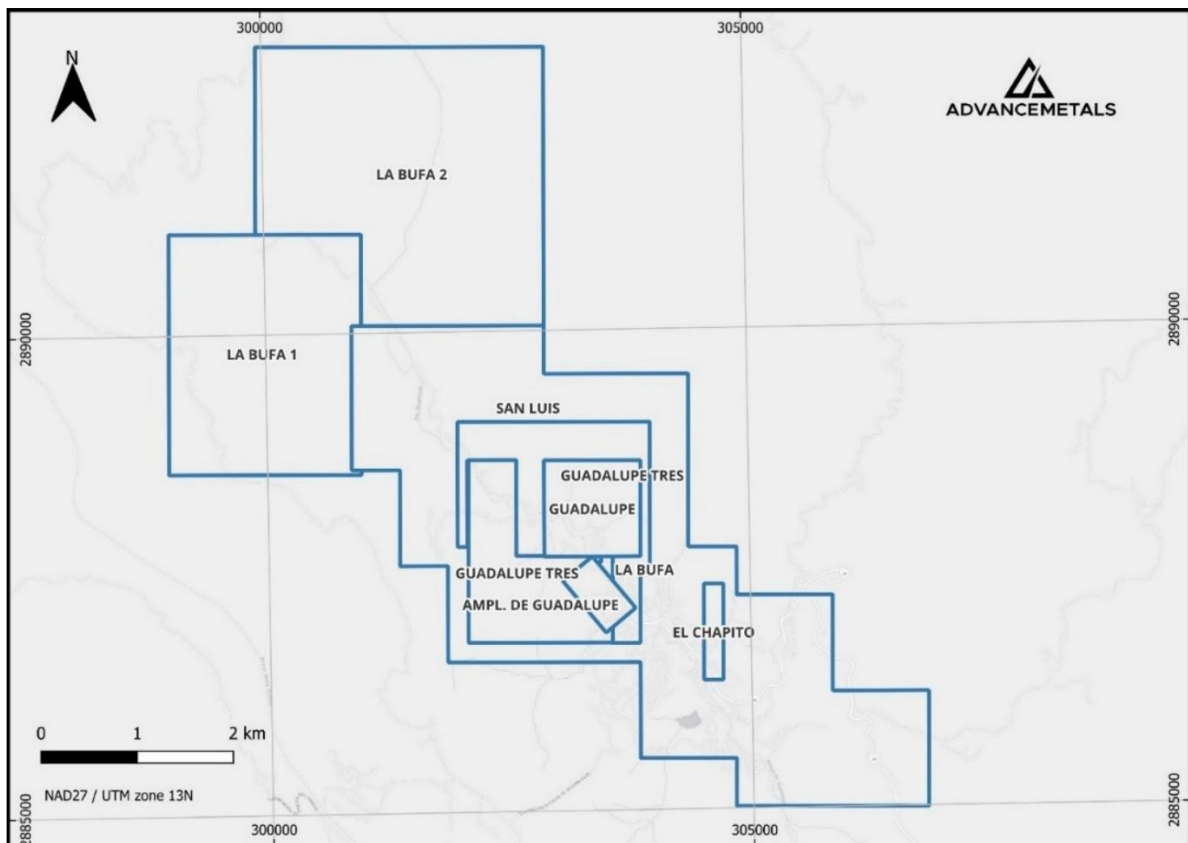 300000
305000
N
ADVANCEMETALS
LA BUFA 2
2890000
2890000
LA BUFA 1
SAN LUIS
GUADALUPE TRES
GUADALUPE
GUADALUPE TRES
LA BUFA
AMPL. DE GUADALUPE
EL CHAPITO
0 1 2 km
NAD27 / UTM zone 13N
2885000
2885000
300000
305000